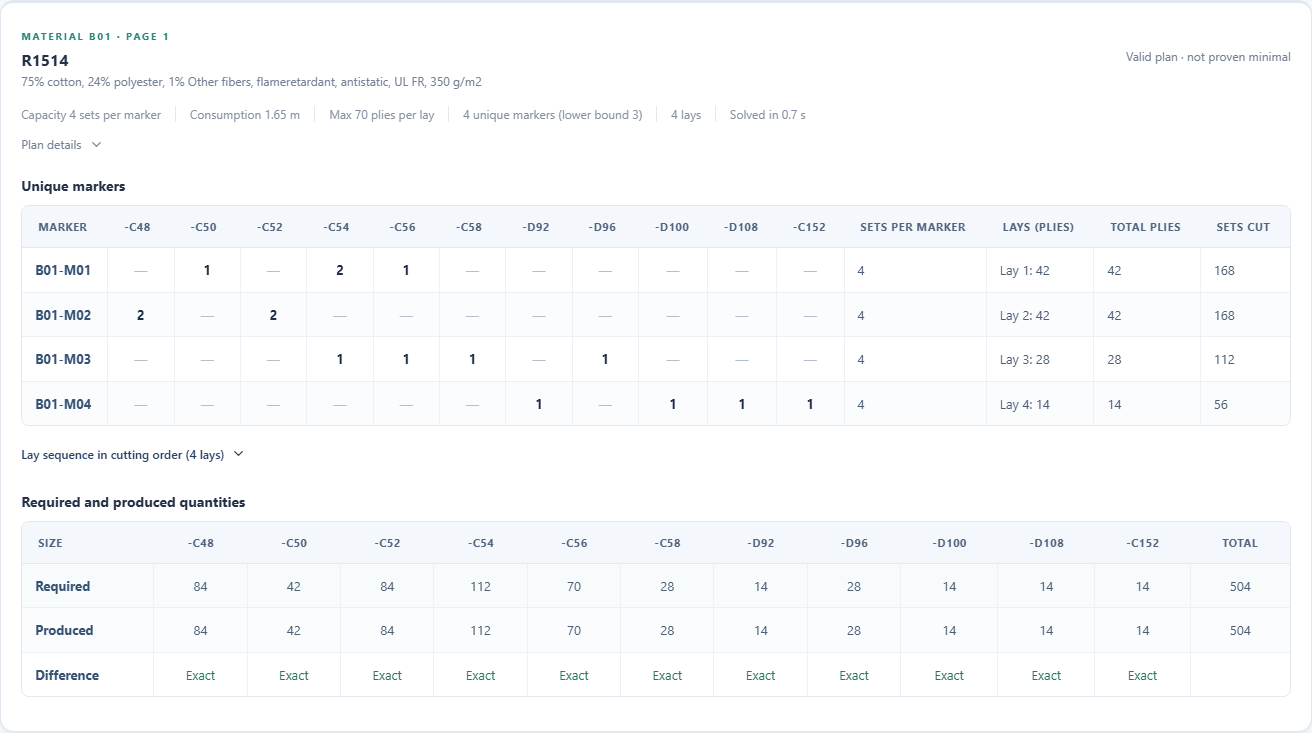 MATERIAL B01 · PAGE 1
R1514
Valid plan · not proven minimal
75% cotton, 24% polyester, 1% Other fibers, flameretardant, antistatic, UL FR, 350 g/m2
Capacity 4 sets per marker Consumption 1.65 m Max 70 plies per lay 4 unique markers (lower bound 3) 4 lays Solved in 0.7 s
Plan details
Unique markers
MARKER -C48 -C50 -C52 -C54 -C56 -C58 -D92 -D96 -D100 -D108 -C152 SETS PER MARKER LAYS (PLIES) TOTAL PLIES SETS CUT
B01-M01 — 1 — 2 1 — — — — — — 4 Lay 1: 42 42 168
B01-M02 2 — 2 — — — — — — — — 4 Lay 2: 42 42 168
B01-M03 — — — 1 1 1 — 1 — — — 4 Lay 3: 28 28 112
B01-M04 — — — — — — 1 — 1 1 1 4 Lay 4: 14 14 56
Lay sequence in cutting order (4 lays)
Required and produced quantities
SIZE -C48 -C50 -C52 -C54 -C56 -C58 -D92 -D96 -D100 -D108 -C152 TOTAL
Required 84 42 84 112 70 28 14 28 14 14 14 504
Produced 84 42 84 112 70 28 14 28 14 14 14 504
Difference Exact Exact Exact Exact Exact Exact Exact Exact Exact Exact Exact